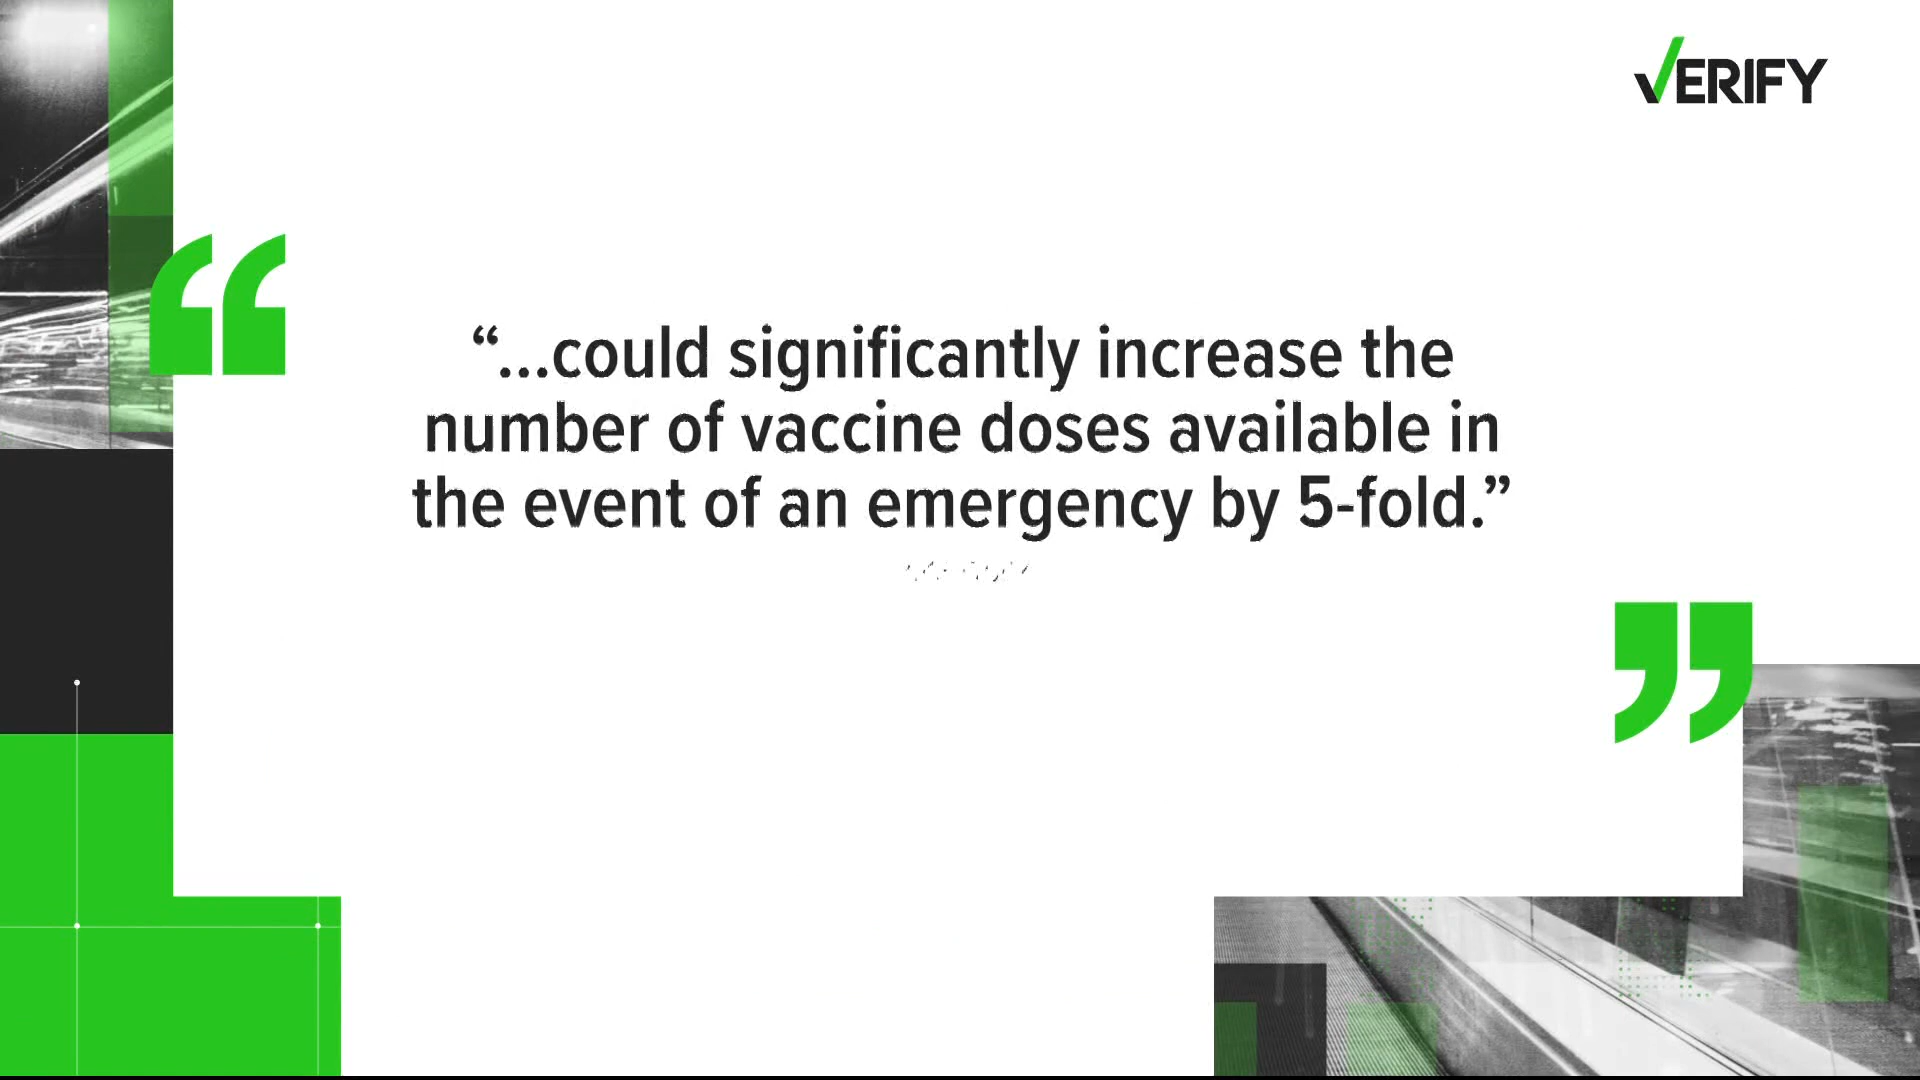 VERIFY
“...could significantly increase the
number of vaccine doses available in
the event of an emergency by 5-fold.”